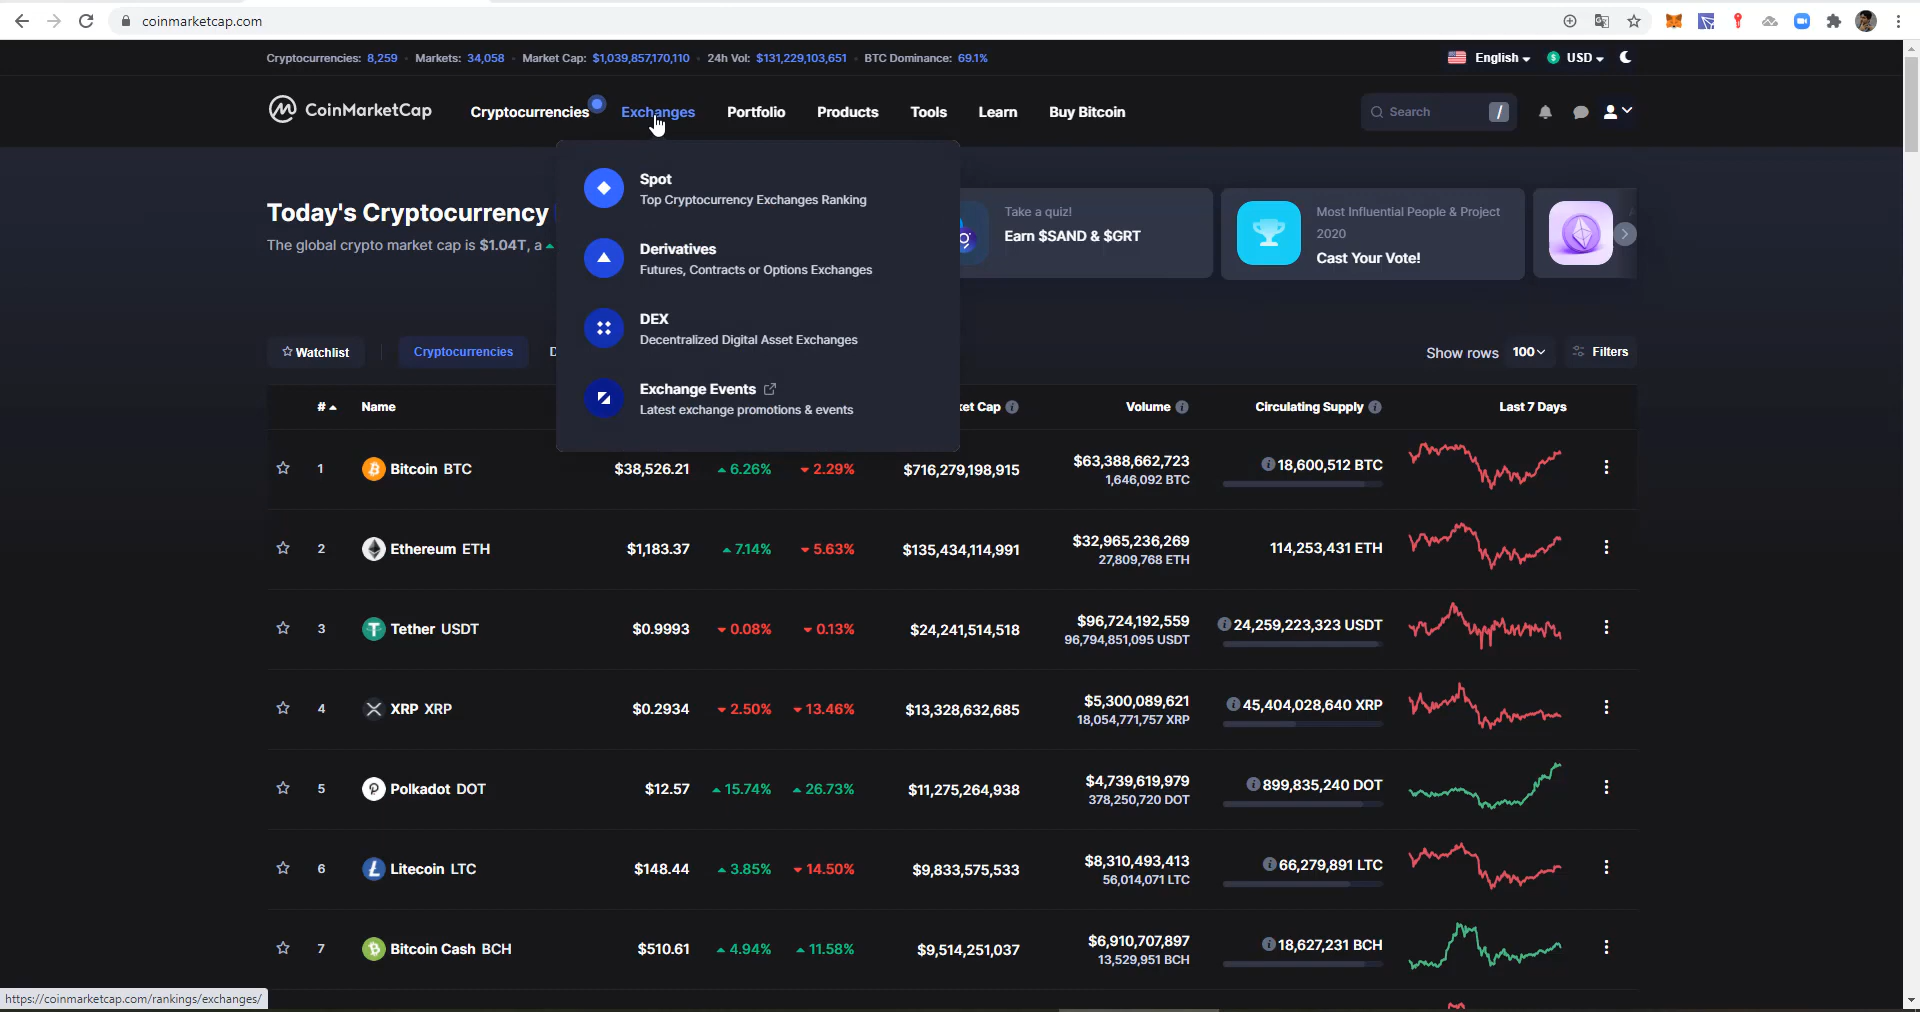 coinmarketcap.com
Cryptocurrencies: 8,259 · Markets: 34,058 · Market Cap: $1,039,857,170,110 · 24h Vol: $131,229,103,651 · BTC Dominance: 69.1%
English
$ USD
CoinMarketCap
Cryptocurrencies
Exchanges
Portfolio
Products
Tools
Learn
Buy Bitcoin
Search /
Spot
Top Cryptocurrency Exchanges Ranking
Derivatives
Futures, Contracts or Options Exchanges
DEX
Decentralized Digital Asset Exchanges
Exchange Events
Latest exchange promotions & events
Today's Cryptocurrency
The global crypto market cap is $1.04T, a
Take a quiz!
Earn $SAND & $GRT
Most Influential People & Project
2020
Cast Your Vote!
Watchlist
Cryptocurrencies
Show rows 100
Filters
# Name ket Cap Volume Circulating Supply Last 7 Days
1 Bitcoin BTC $38,526.21 6.26% 2.29% $716,279,198,915 $63,388,662,723 18,600,512 BTC
1,646,092 BTC
2 Ethereum ETH $1,183.37 7.14% 5.63% $135,434,114,991 $32,965,236,269 114,253,431 ETH
27,809,768 ETH
3 Tether USDT $0.9993 0.08% 0.13% $24,241,514,518 $96,724,192,559 24,259,223,323 USDT
96,794,851,095 USDT
4 XRP XRP $0.2934 2.50% 13.46% $13,328,632,685 $5,300,089,621 45,404,028,640 XRP
18,054,771,757 XRP
5 Polkadot DOT $12.57 15.74% 26.73% $11,275,264,938 $4,739,619,979 899,835,240 DOT
378,250,720 DOT
6 Litecoin LTC $148.44 3.85% 14.50% $9,833,575,533 $8,310,493,413 66,279,891 LTC
56,014,071 LTC
7 Bitcoin Cash BCH $510.61 4.94% 11.58% $9,514,251,037 $6,910,707,897 18,627,231 BCH
13,529,951 BCH
https://coinmarketcap.com/rankings/exchanges/